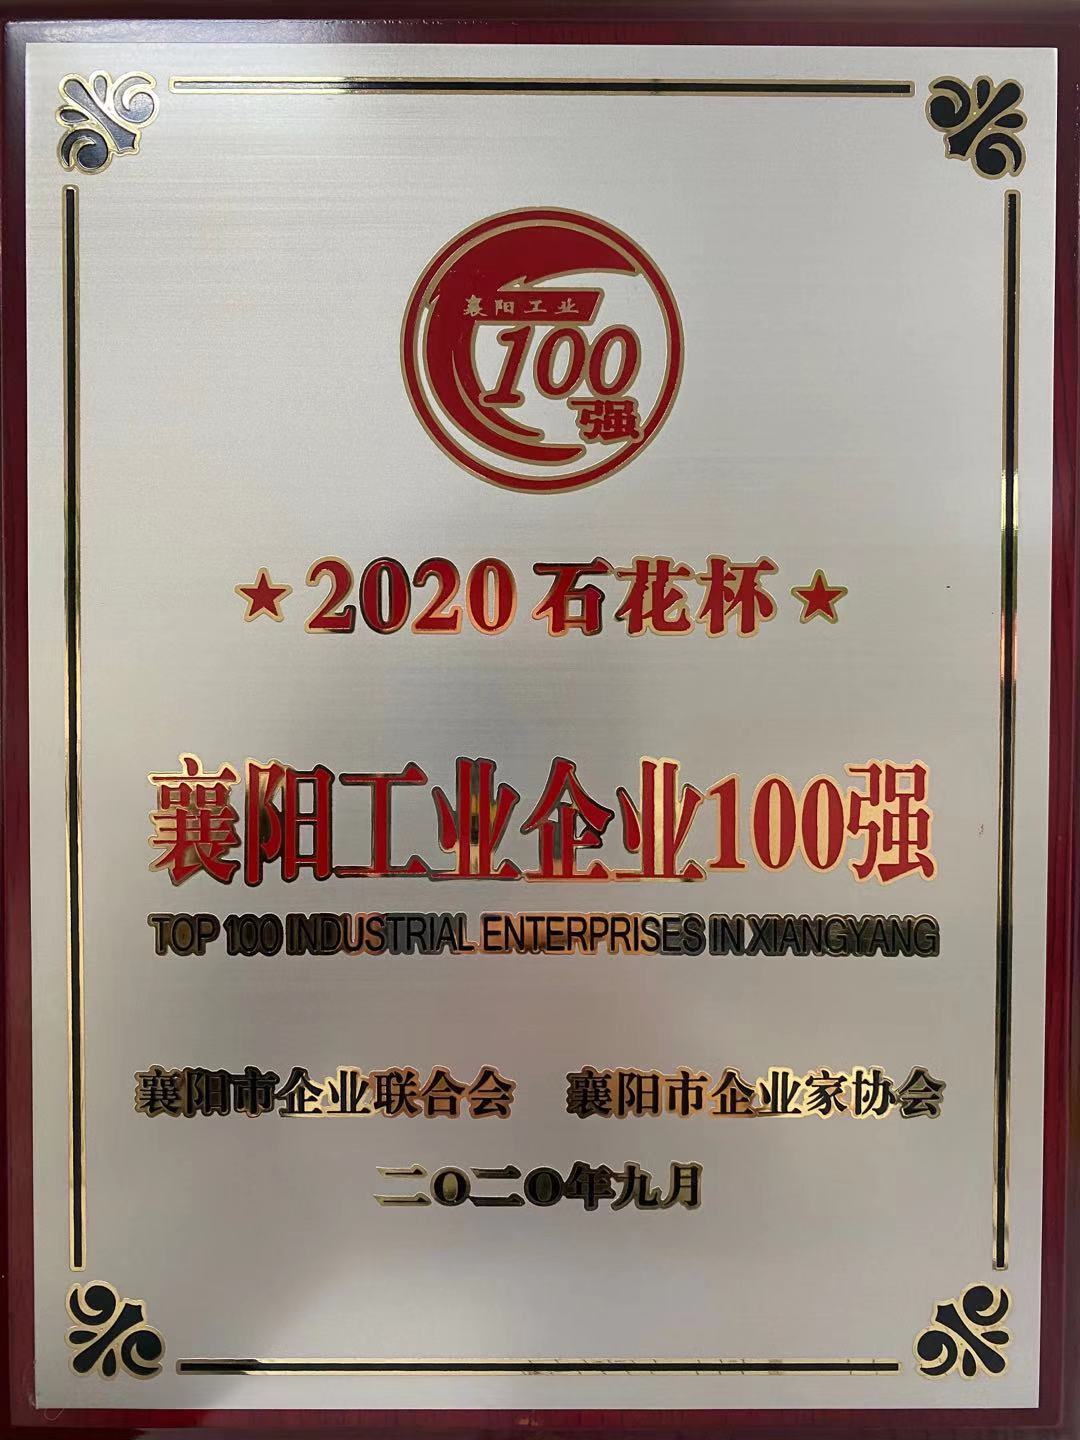 襄阳工业
100
强
★2020石花杯★
襄阳工业企业100强
TOP 100 INDUSTRIAL ENTERPRISES IN XIANGYANG
襄阳市企业联合会 襄阳市企业家协会
二〇二〇年九月